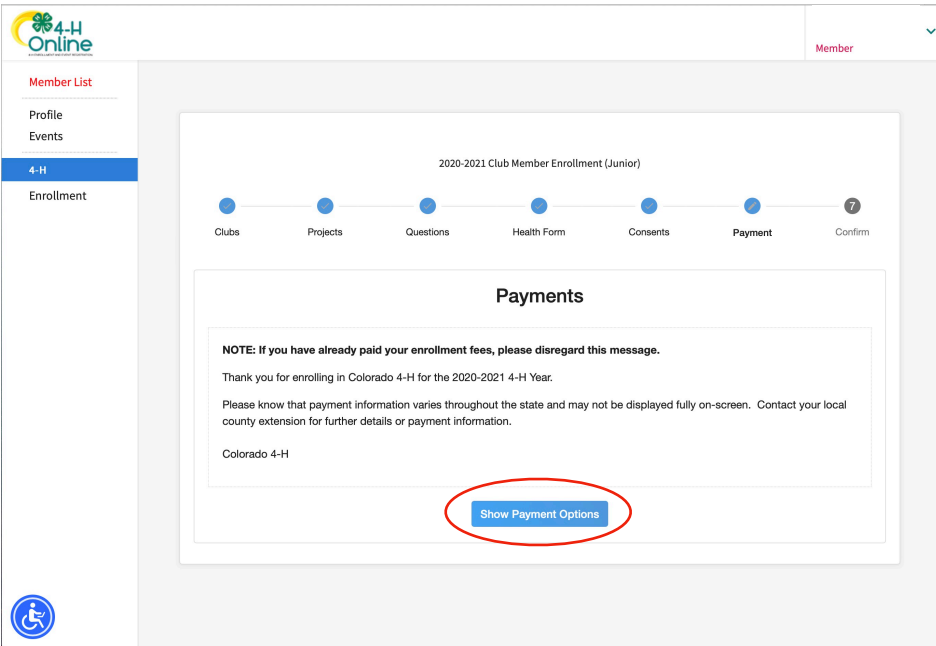 4-H
Online
Member
Member List
Profile
Events
4-H
Enrollment
2020-2021 Club Member Enrollment (Junior)
7
Clubs
Projects
Questions
Health Form
Consents
Payment
Confirm
Payments
NOTE: If you have already paid your enrollment fees, please disregard this message.
Thank you for enrolling in Colorado 4-H for the 2020-2021 4-H Year.
Please know that payment information varies throughout the state and may not be displayed fully on-screen.  Contact your local
county extension for further details or payment information.
Colorado 4-H
Show Payment Options